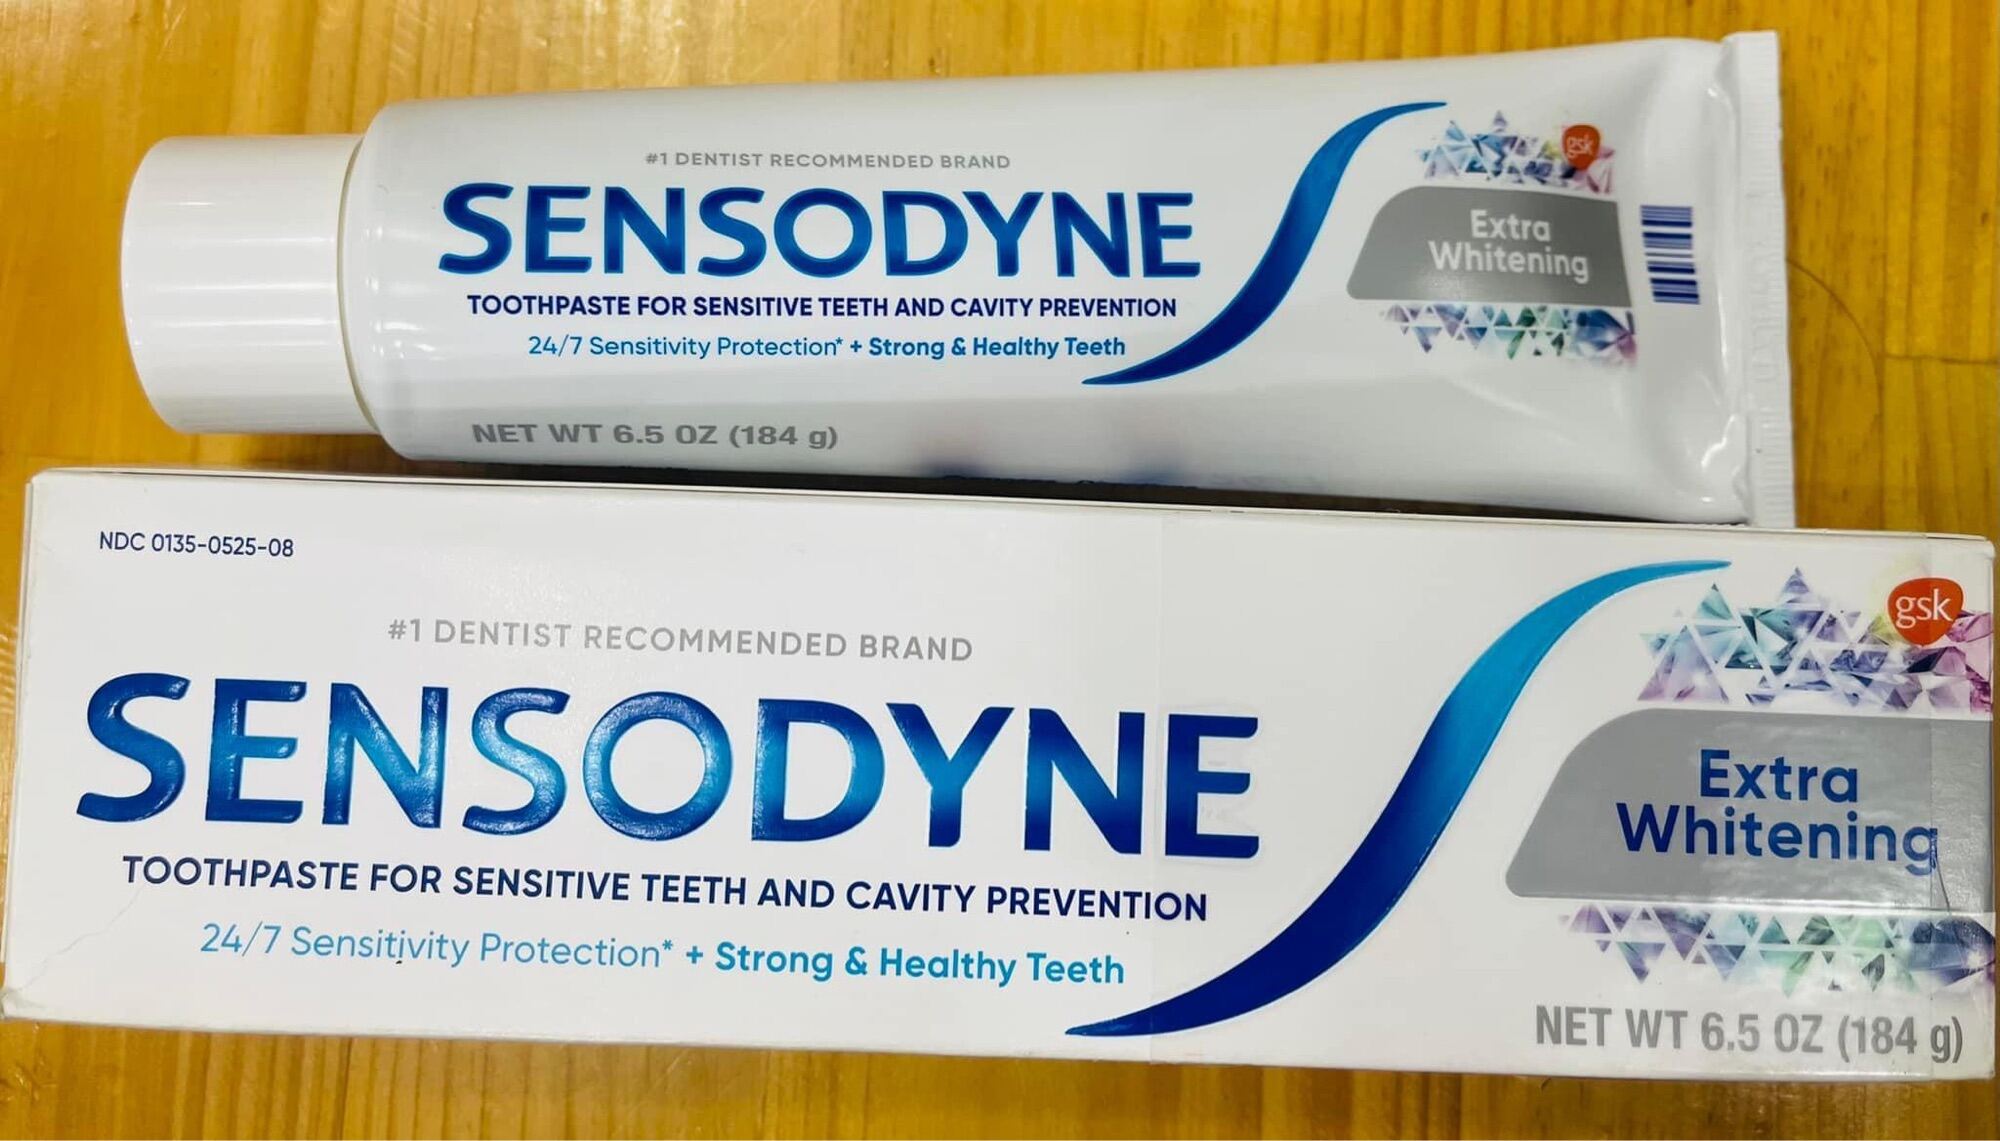 #1 DENTIST RECOMMENDED BRAND
SENSODYNE
TOOTHPASTE FOR SENSITIVE TEETH AND CAVITY PREVENTION
24/7 Sensitivity Protection* + Strong & Healthy Teeth
NET WT 6.5 OZ (184 g)
gsk
Extra
Whitening
NDC 0135-0525-08
#1 DENTIST RECOMMENDED BRAND
SENSODYNE
TOOTHPASTE FOR SENSITIVE TEETH AND CAVITY PREVENTION
24/7 Sensitivity Protection* + Strong & Healthy Teeth
gsk
Extra
Whitening
NET WT 6.5 OZ (184 g)